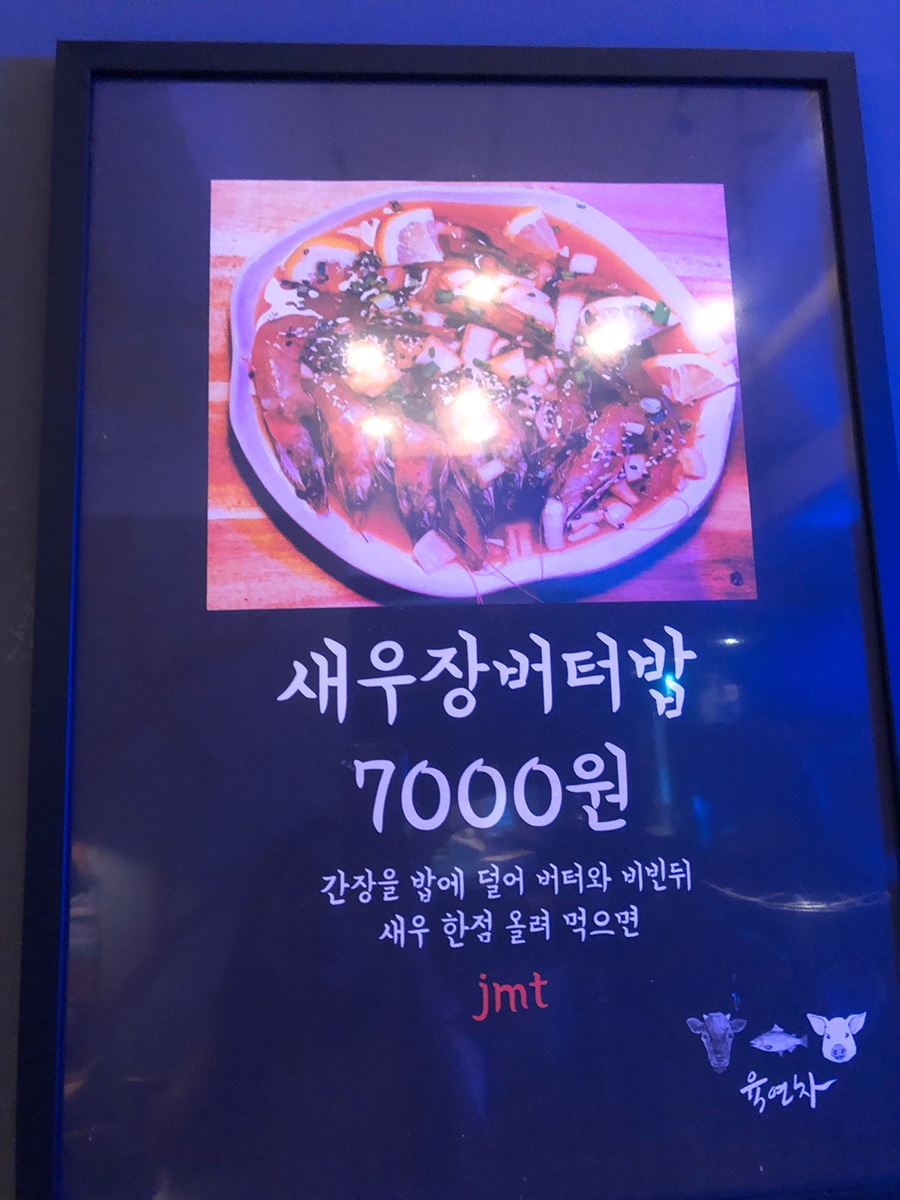 새우장버터밥
7000원
간장을 밥에 덜어 버터와 비빈뒤
새우 한점 올려 먹으면
jmt
육연차